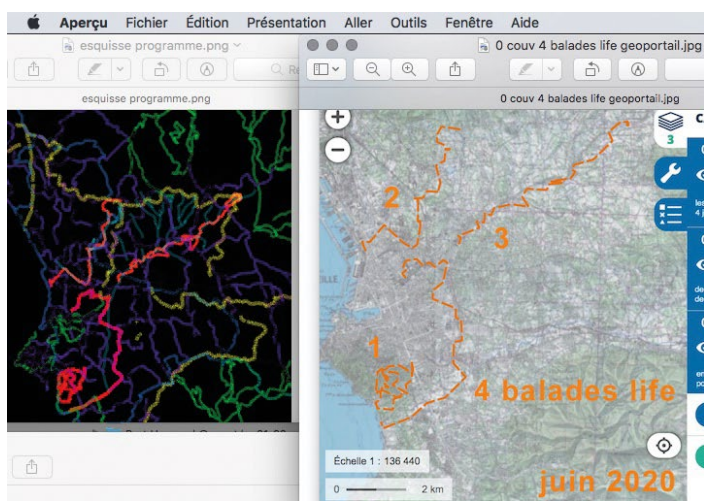 Aperçu Fichier Édition Présentation Aller Outils Fenêtre Aide
esquisse programme.png
0 couv 4 balades life geoportail.jpg
esquisse programme.png
0 couv 4 balades life geoportail.jpg
3
2
3
1
4 balades life
Échelle 1 : 136 440
0 2 km
juin 2020